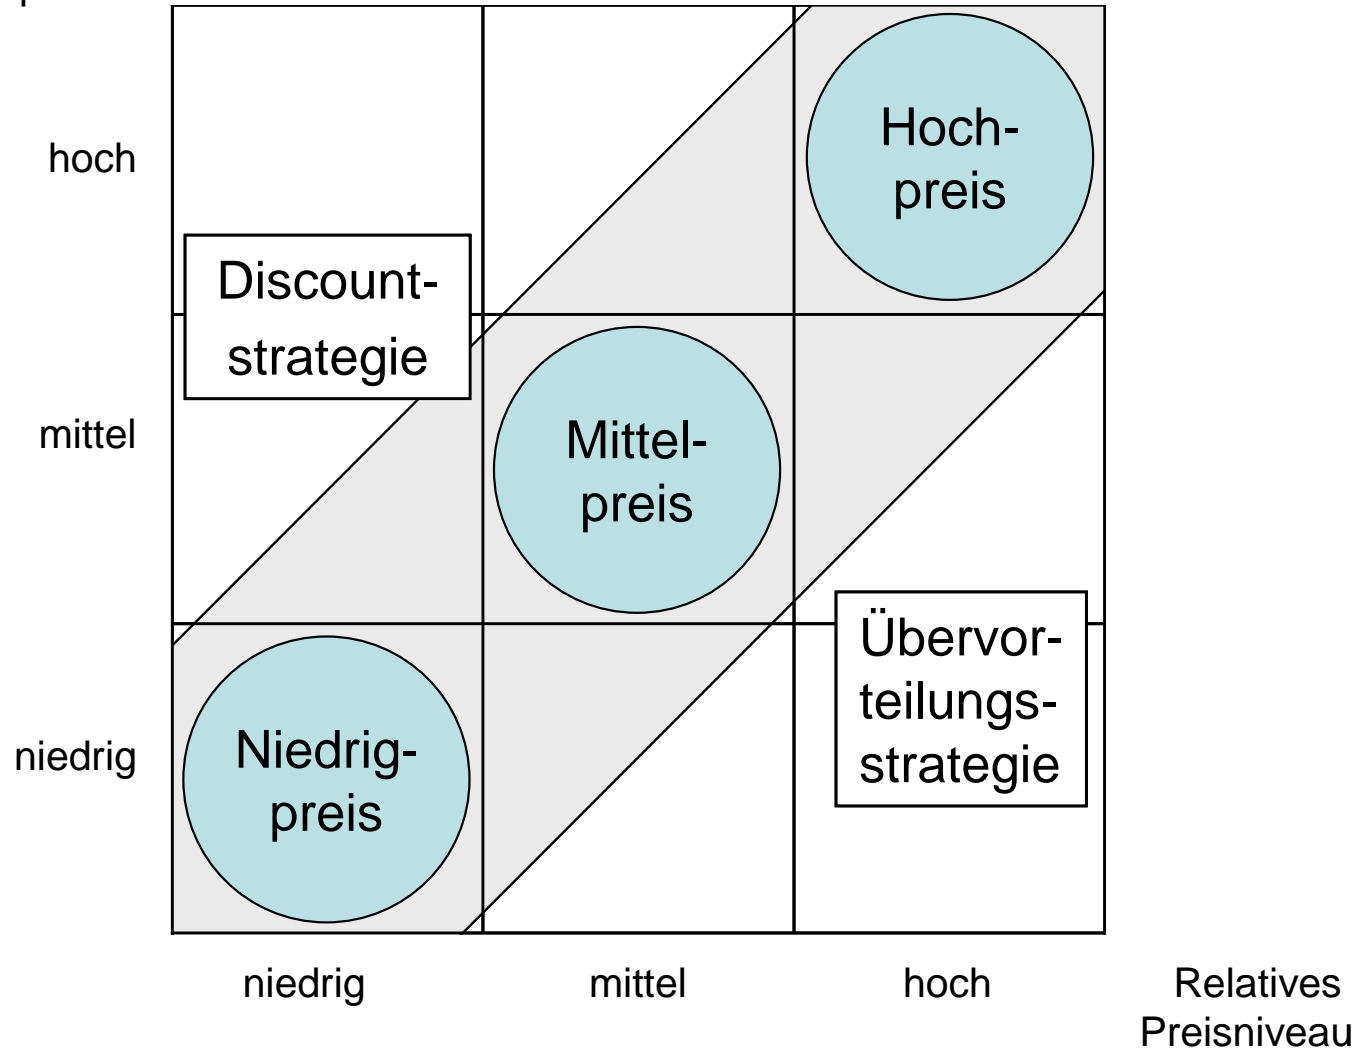 hoch
Hoch-
preis
Discount-
strategie
mittel
Mittel-
preis
Übervor-
teilungs-
strategie
niedrig
Niedrig-
preis
niedrig
mittel
hoch
Relatives
Preisniveau